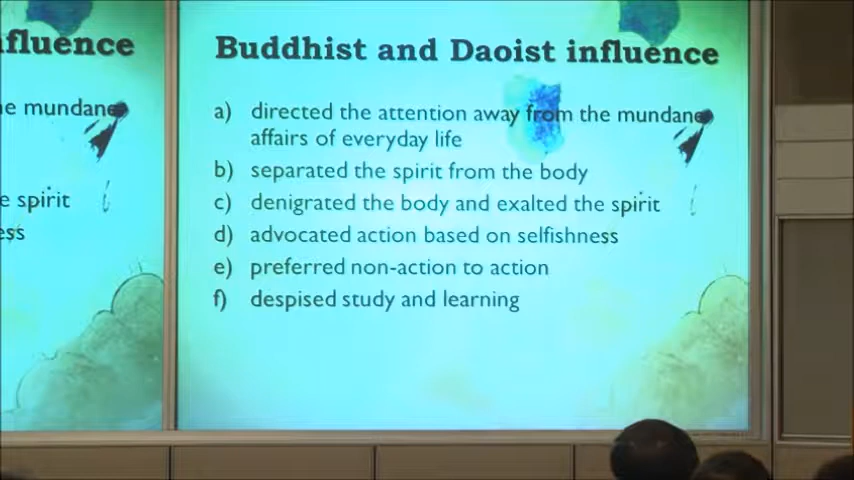 fluence
e mundane
e spirit
ess
Buddhist and Daoist influence
a) directed the attention away from the mundane
affairs of everyday life
b) separated the spirit from the body
c) denigrated the body and exalted the spirit
d) advocated action based on selfishness
e) preferred non-action to action
f) despised study and learning